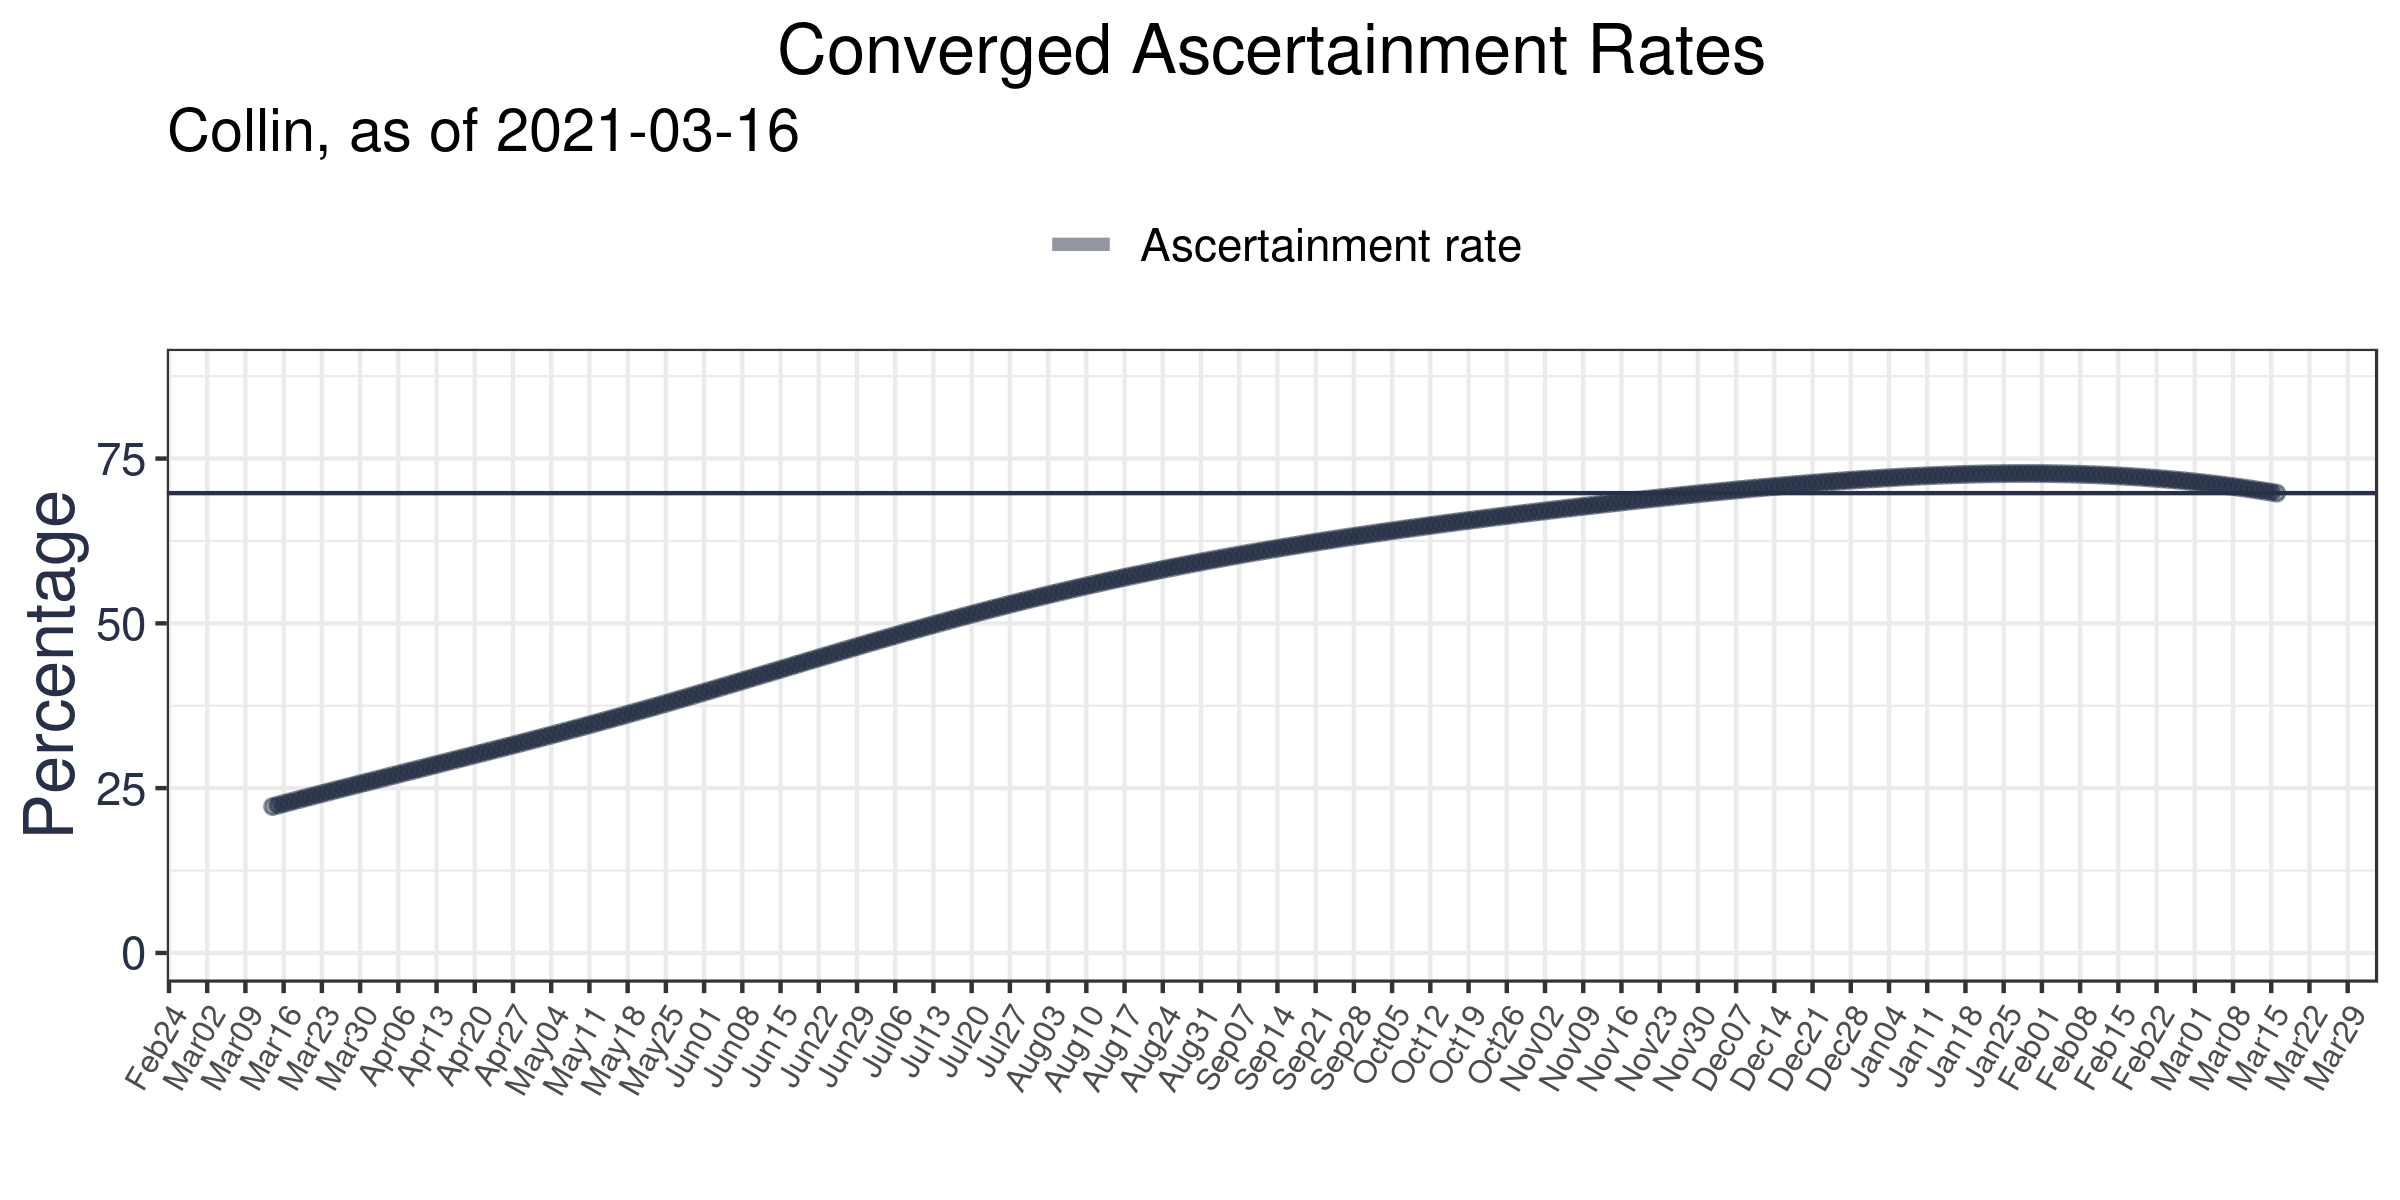 Converged Ascertainment Rates
Collin, as of 2021-03-16
Ascertainment rate
Percentage
75
50
25
0
Feb24
Mar02
Mar09
Mar16
Mar23
Mar30
Apr06
Apr13
Apr20
Apr27
May04
May11
May18
May25
Jun01
Jun08
Jun15
Jun22
Jun29
Jul06
Jul13
Jul20
Jul27
Aug03
Aug10
Aug17
Aug24
Aug31
Sep07
Sep14
Sep21
Sep28
Oct05
Oct12
Oct19
Oct26
Nov02
Nov09
Nov16
Nov23
Nov30
Dec07
Dec14
Dec21
Dec28
Jan04
Jan11
Jan18
Jan25
Feb01
Feb08
Feb15
Feb22
Mar01
Mar08
Mar15
Mar22
Mar29